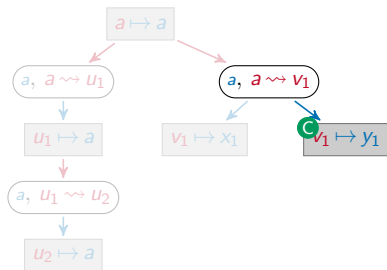 a ↦ a
a, a ⇝ u₁
a, a ⇝ v₁
u₁ ↦ a
v₁ ↦ x₁
C
v₁ ↦ y₁
a, u₁ ⇝ u₂
u₂ ↦ a